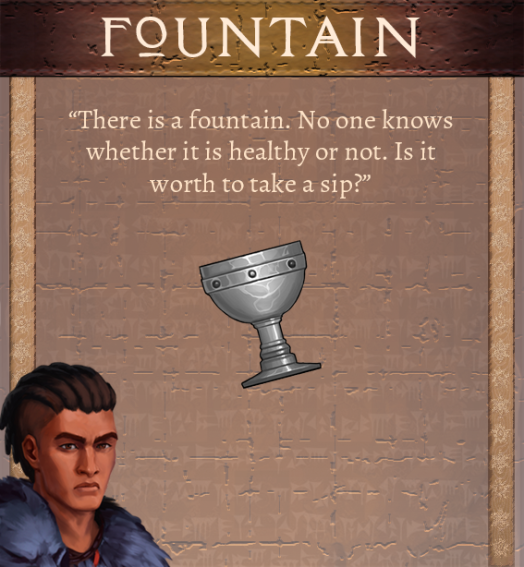 FOUNTAIN
“There is a fountain. No one knows
whether it is healthy or not. Is it
worth to take a sip?”